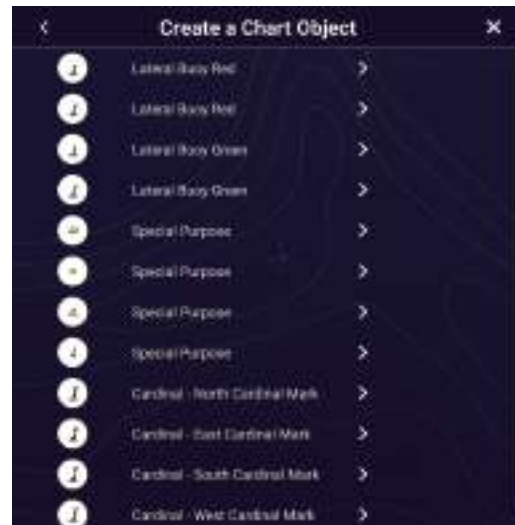 Create a Chart Object
Lateral Buoy Red
Lateral Buoy Red
Lateral Buoy Green
Lateral Buoy Green
Special Purpose
Special Purpose
Special Purpose
Special Purpose
Cardinal - North Cardinal Mark
Cardinal - East Cardinal Mark
Cardinal - South Cardinal Mark
Cardinal - West Cardinal Mark